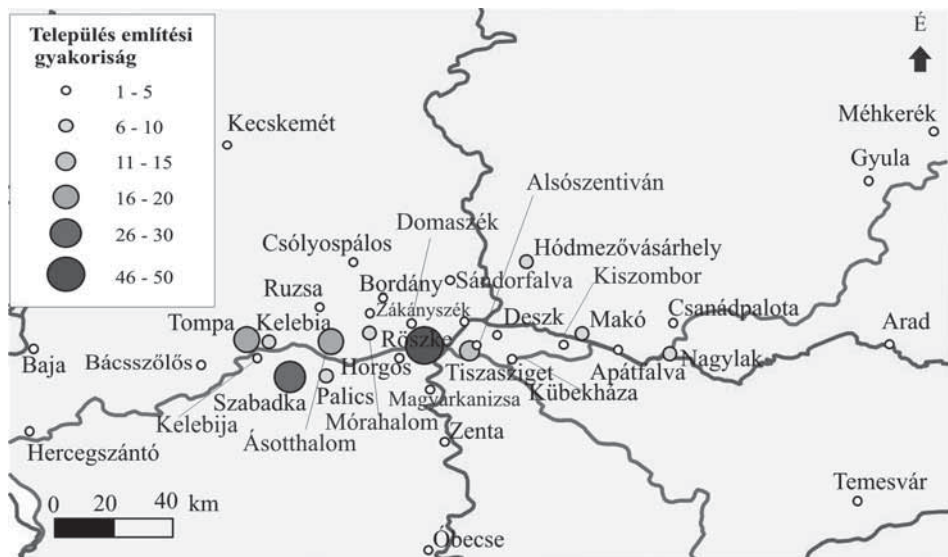 Település említési
gyakoriság
1 - 5
6 - 10
11 - 15
16 - 20
26 - 30
46 - 50
É
Kecskemét
Méhkerék
Gyula
Alsószentiván
Domaszék
Csólyospálos
Hódmezővásárhely
Bordány
Sándorfalva
Kiszombor
Ruzsa
Zákányszék
Csanádpalota
Tompa
Kelebia
Röszke
Deszk
Makó
Arad
Baja
Bácsszőlős
Horgos
Tiszasziget
Apátfalva
Nagylak
Szabadka
Palics
Magyarkanizsa
Kübekháza
Kelebija
Mórahalom
Ásotthalom
Zenta
Hercegszántó
Temesvár
0 20 40 km
Óbecse